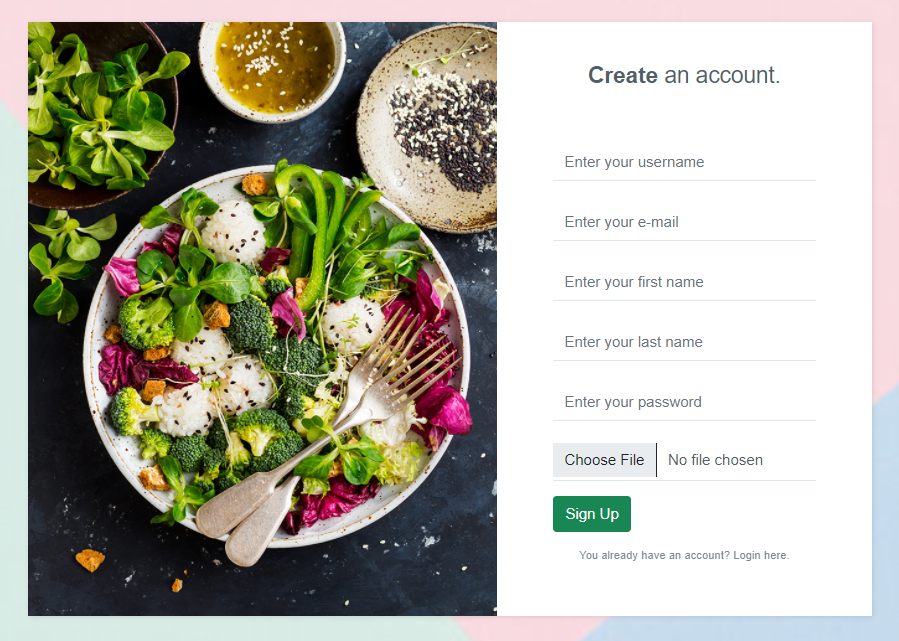 Create an account.
Enter your username
Enter your e-mail
Enter your first name
Enter your last name
Enter your password
Choose File No file chosen
Sign Up
You already have an account? Login here.